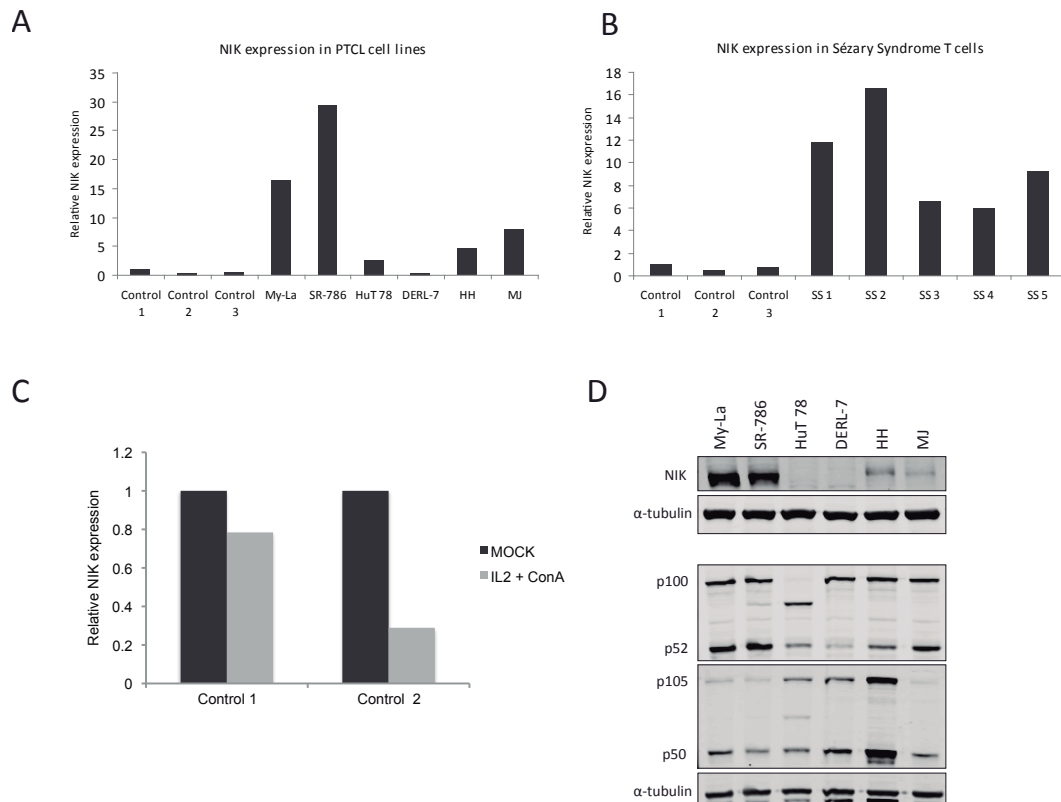 A
NIK expression in PTCL cell lines
Relative NIK expression
35
30
25
20
15
10
5
0
Control 1
Control 2
Control 3
My-La
SR-786
HuT 78
DERL-7
HH
MJ
B
NIK expression in Sézary Syndrome T cells
Relative NIK expression
18
16
14
12
10
8
6
4
2
0
Control 1
Control 2
Control 3
SS 1
SS 2
SS 3
SS 4
SS 5
C
Relative NIK expression
1.2
1
0.8
0.6
0.4
0.2
0
Control 1
Control 2
MOCK
IL2 + ConA
D
My-La
SR-786
HuT 78
DERL-7
HH
MJ
NIK
α-tubulin
p100
p52
p105
p50
α-tubulin